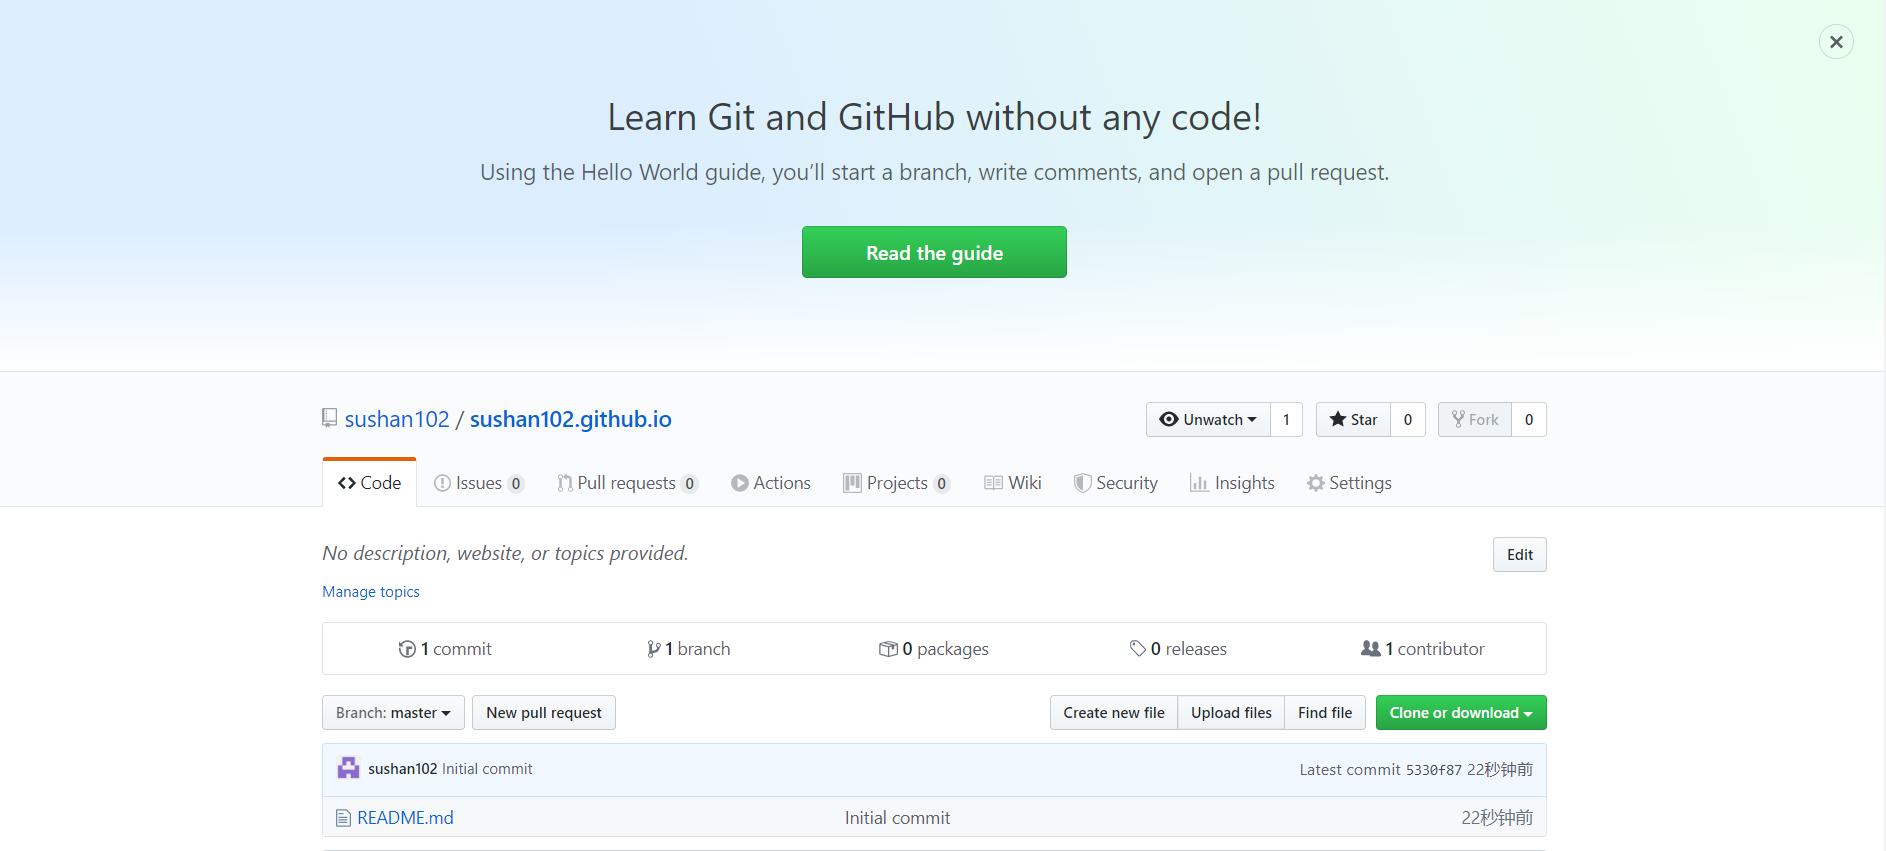 Learn Git and GitHub without any code!
Using the Hello World guide, you’ll start a branch, write comments, and open a pull request.
Read the guide
sushan102 / sushan102.github.io
Unwatch 1 Star 0 Fork 0
Code Issues 0 Pull requests 0 Actions Projects 0 Wiki Security Insights Settings
No description, website, or topics provided.
Edit
Manage topics
1 commit 1 branch 0 packages 0 releases 1 contributor
Branch: master New pull request Create new file Upload files Find file Clone or download
sushan102 Initial commit Latest commit 5330f87 22秒钟前
README.md Initial commit 22秒钟前